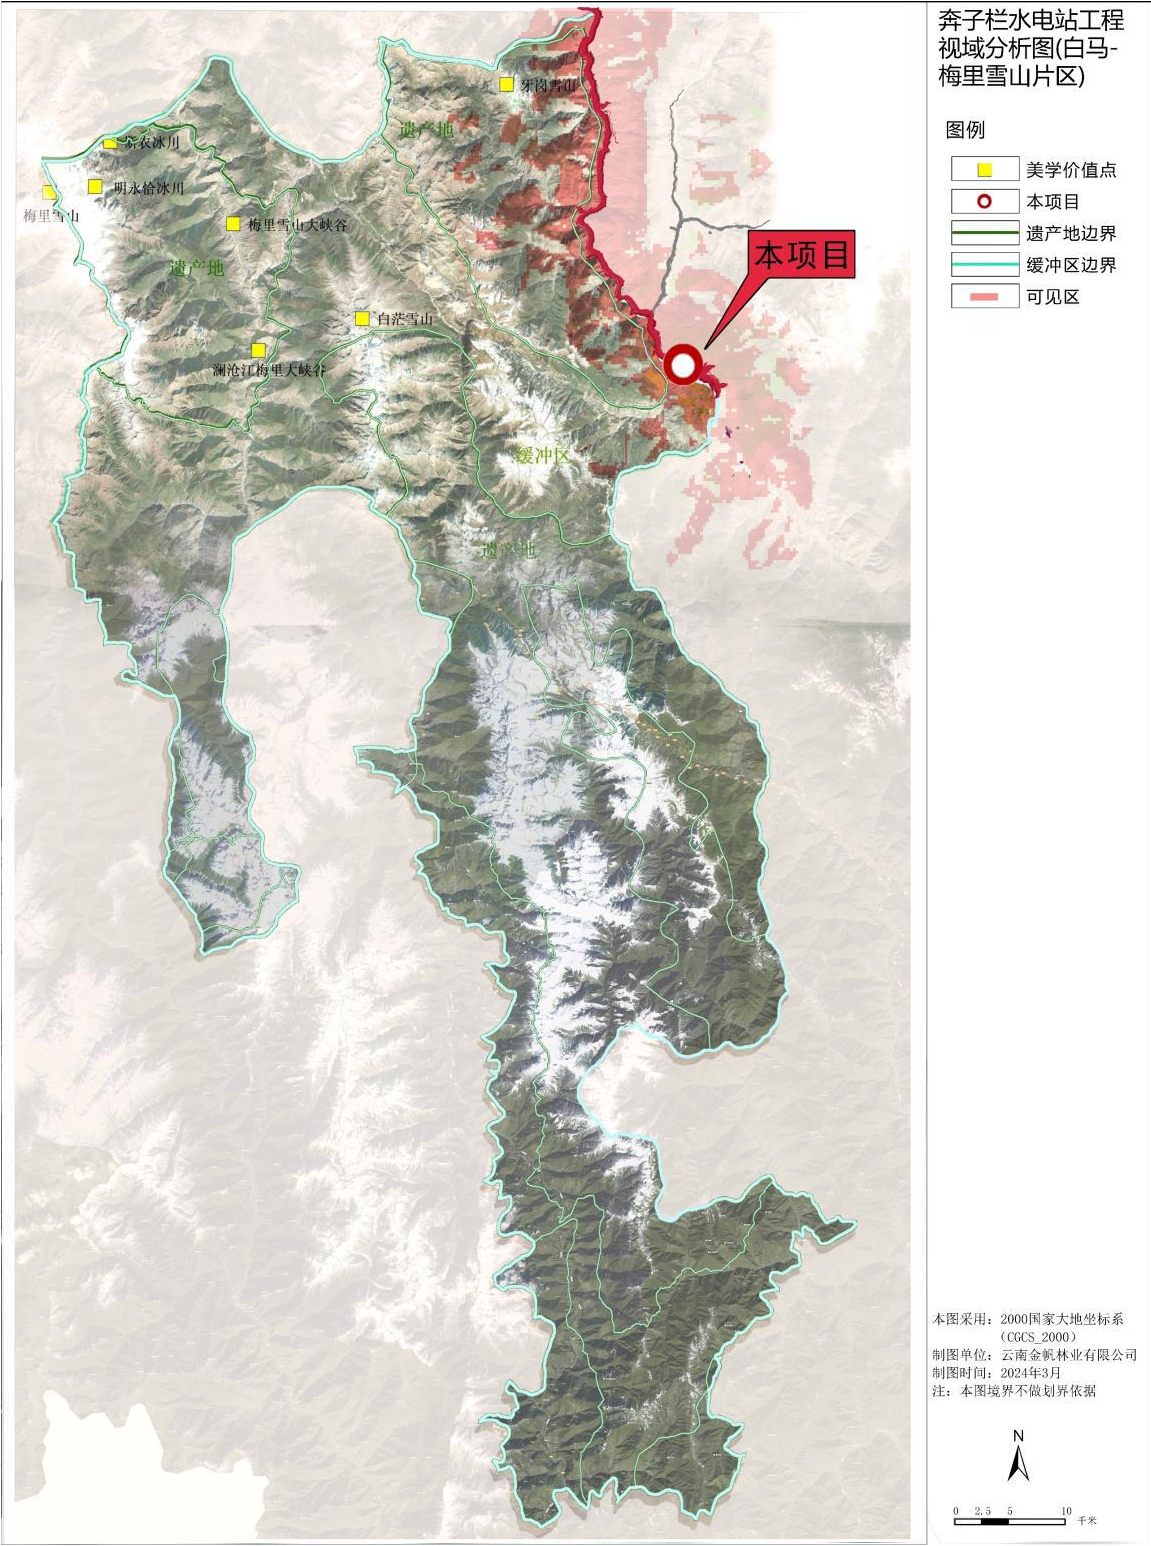 奔子栏水电站工程
视域分析图(白马-
梅里雪山片区)
图例
美学价值点
本项目
遗产地边界
缓冲区边界
可见区
牙岗雪山
遗产地
斯农冰川
明永恰冰川
梅里雪山
梅里雪山大峡谷
遗产地
本项目
白茫雪山
澜沧江梅里大峡谷
缓冲区
遗产地
本图采用：2000国家大地坐标系
（CGCS_2000）
制图单位：云南金帆林业有限公司
制图时间：2024年3月
注：本图境界不做划界依据
N
0 2.5 5 10
千米